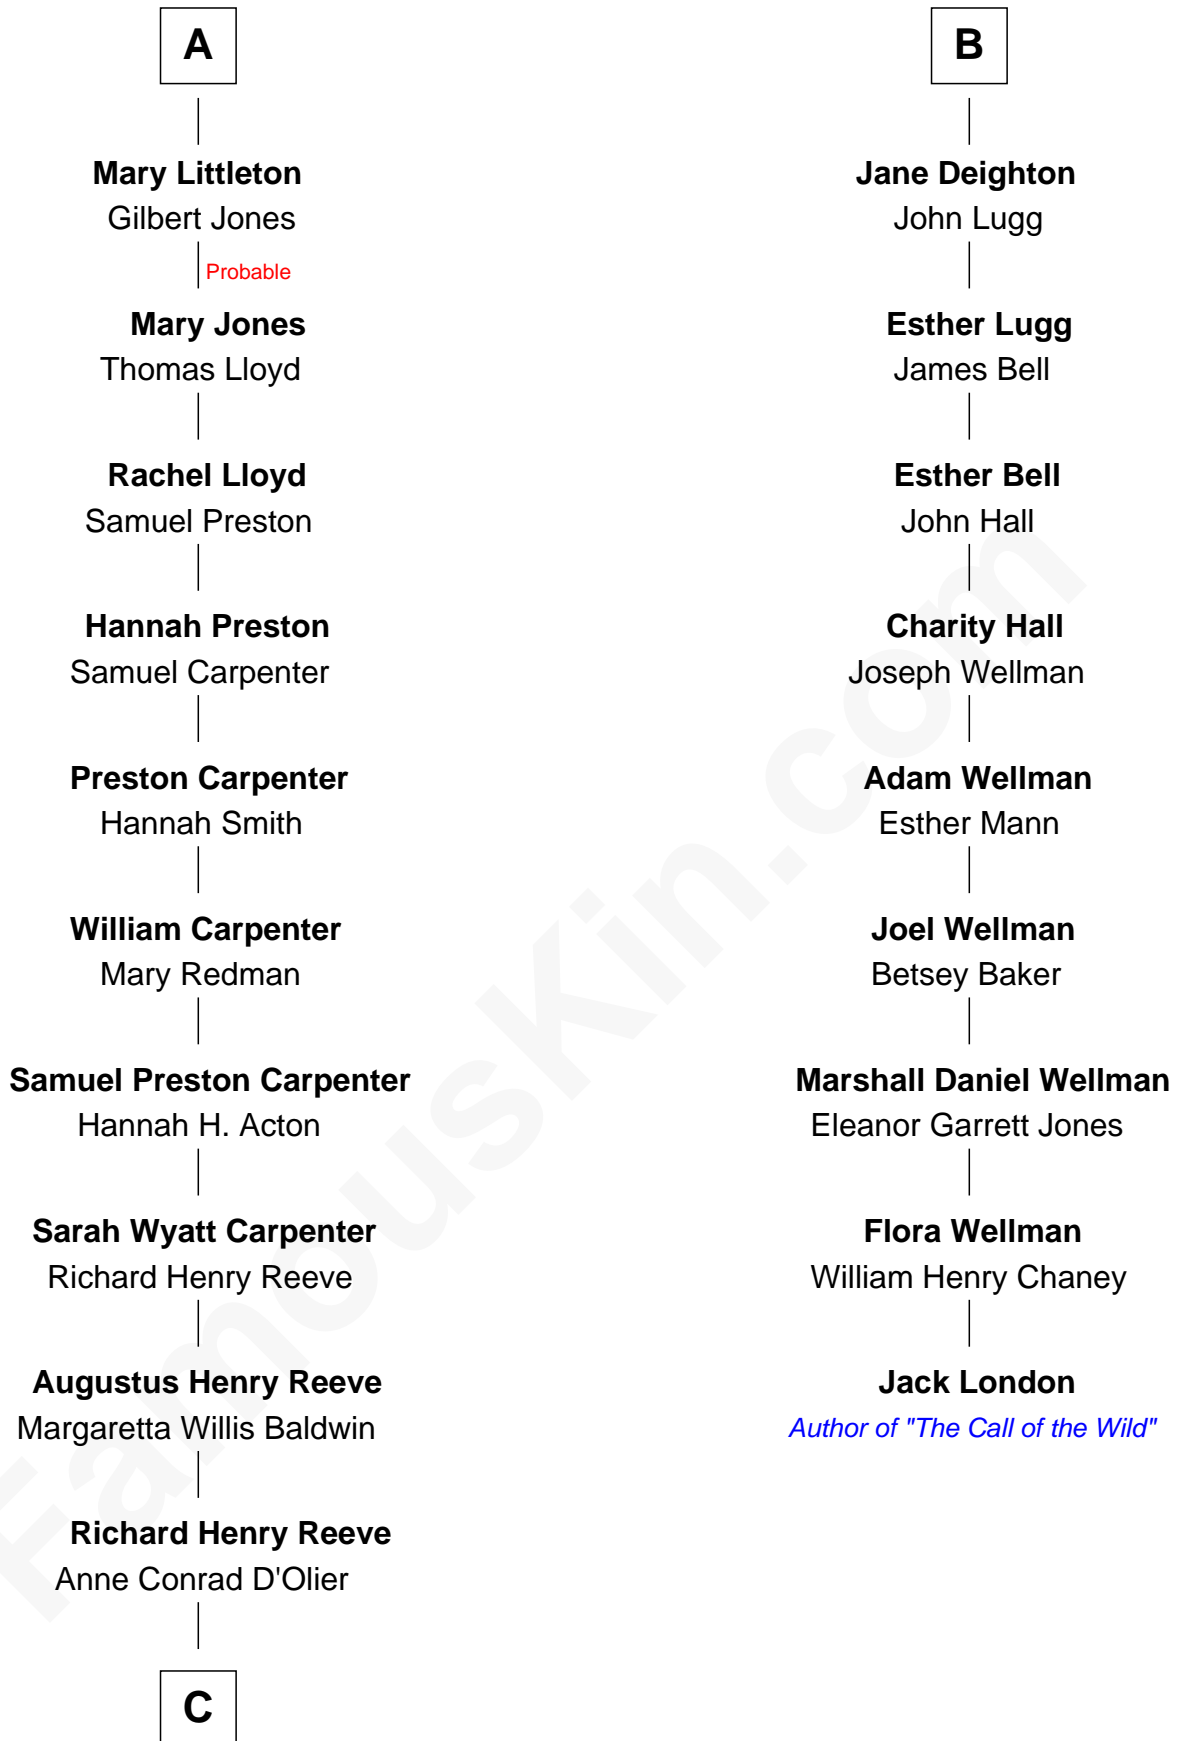 A
Mary Littleton
Gilbert Jones
Probable
Mary Jones
Thomas Lloyd
Rachel Lloyd
Samuel Preston
Hannah Preston
Samuel Carpenter
Preston Carpenter
Hannah Smith
William Carpenter
Mary Redman
Samuel Preston Carpenter
Hannah H. Acton
Sarah Wyatt Carpenter
Richard Henry Reeve
Augustus Henry Reeve
Margaretta Willis Baldwin
Richard Henry Reeve
Anne Conrad D'Olier
C
B
Jane Deighton
John Lugg
Esther Lugg
James Bell
Esther Bell
John Hall
Charity Hall
Joseph Wellman
Adam Wellman
Esther Mann
Joel Wellman
Betsey Baker
Marshall Daniel Wellman
Eleanor Garrett Jones
Flora Wellman
William Henry Chaney
Jack London
Author of "The Call of the Wild"
FamousKin.com